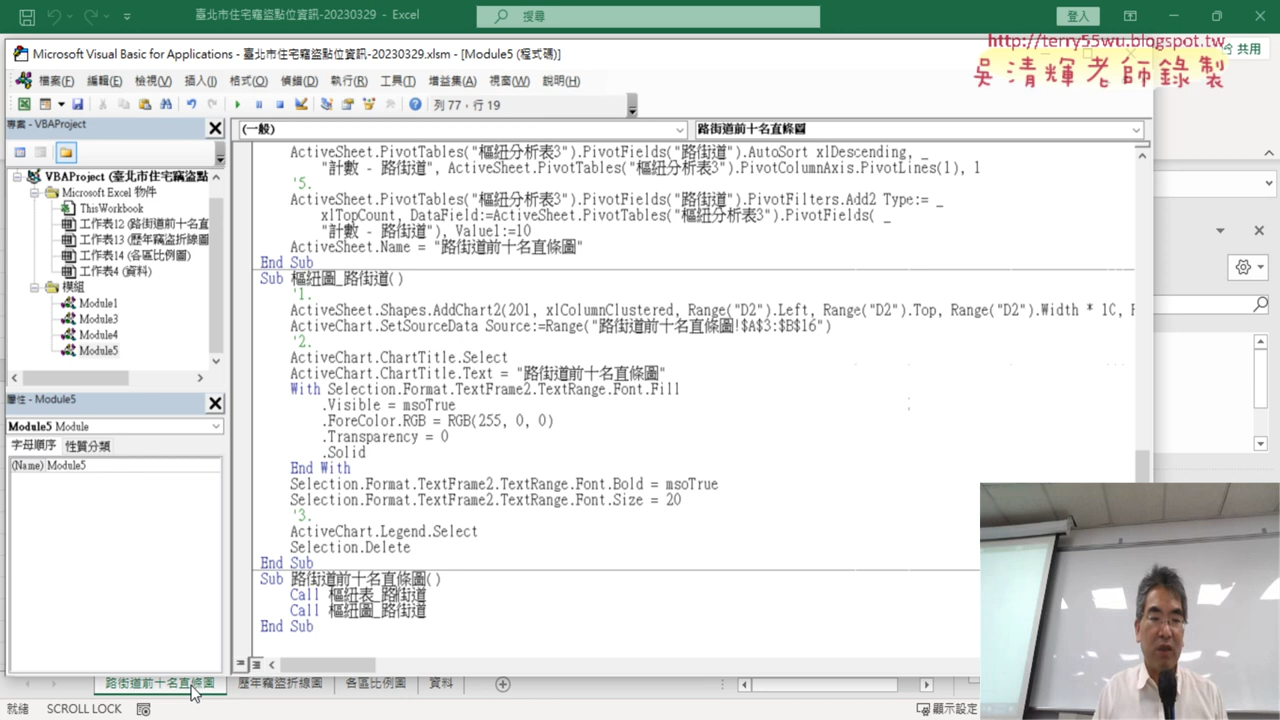 臺北市住宅竊盜點位資訊-20230329 - Excel
搜尋
登入
http://terry55wu.blogspot.tw
吳清輝老師錄製
共用
Microsoft Visual Basic for Applications - 臺北市住宅竊盜點位資訊-20230329.xlsm - [Module5 (程式碼)]
檔案(F) 編輯(E) 檢視(V) 插入(I) 格式(O) 偵錯(D) 執行(R) 工具(T) 增益集(A) 視窗(W) 說明(H)
列 77，行 19
專案 - VBAProject
(一般)
路街道前十名直條圖
VBAProject (臺北市住宅竊盜點
Microsoft Excel 物件
ThisWorkbook
工作表12 (路街道前十名直
工作表13 (歷年竊盜折線圖
工作表14 (各區比例圖)
工作表4 (資料)
模組
Module1
Module3
Module4
Module5
屬性 - Module5
Module5 Module
字母順序 性質分類
(Name) Module5
ActiveSheet.PivotTables("樞紐分析表3").PivotFields("路街道").AutoSort xlDescending, _
"計數 - 路街道", ActiveSheet.PivotTables("樞紐分析表3").PivotColumnAxis.PivotLines(1), 1
'5.
ActiveSheet.PivotTables("樞紐分析表3").PivotFields("路街道").PivotFilters.Add2 Type:= _
xlTopCount, DataField:=ActiveSheet.PivotTables("樞紐分析表3").PivotFields( _
"計數 - 路街道"), Value1:=10
ActiveSheet.Name = "路街道前十名直條圖"
End Sub
Sub 樞紐圖_路街道()
'1.
ActiveSheet.Shapes.AddChart2(201, xlColumnClustered, Range("D2").Left, Range("D2").Top, Range("D2").Width * 10,
ActiveChart.SetSourceData Source:=Range("路街道前十名直條圖!$A$3:$B$16")
'2.
ActiveChart.ChartTitle.Select
ActiveChart.ChartTitle.Text = "路街道前十名直條圖"
With Selection.Format.TextFrame2.TextRange.Font.Fill
.Visible = msoTrue
.ForeColor.RGB = RGB(255, 0, 0)
.Transparency = 0
.Solid
End With
Selection.Format.TextFrame2.TextRange.Font.Bold = msoTrue
Selection.Format.TextFrame2.TextRange.Font.Size = 20
'3.
ActiveChart.Legend.Select
Selection.Delete
End Sub
Sub 路街道前十名直條圖()
Call 樞紐表_路街道
Call 樞紐圖_路街道
End Sub
路街道前十名直條圖 歷年竊盜折線圖 各區比例圖 資料
就緒 SCROLL LOCK
顯示設定